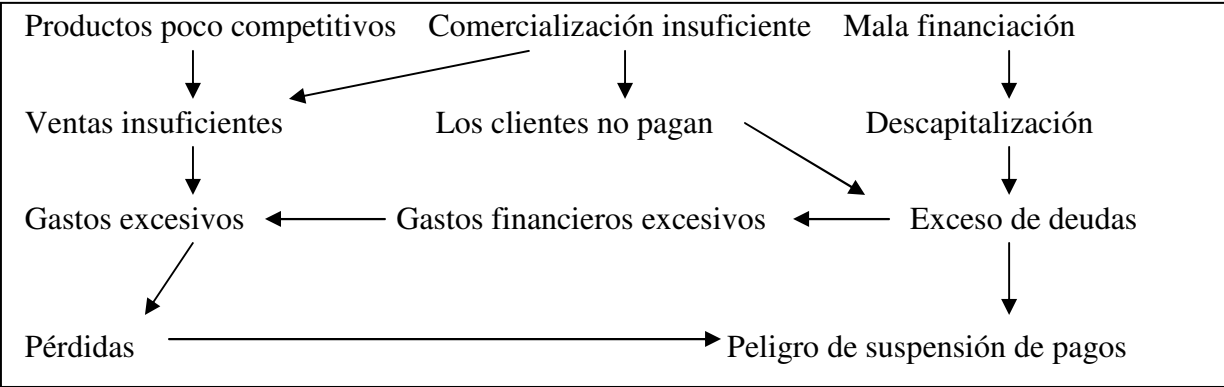 Productos poco competitivos Comercialización insuficiente Mala financiación
Ventas insuficientes Los clientes no pagan Descapitalización
Gastos excesivos Gastos financieros excesivos Exceso de deudas
Pérdidas Peligro de suspensión de pagos